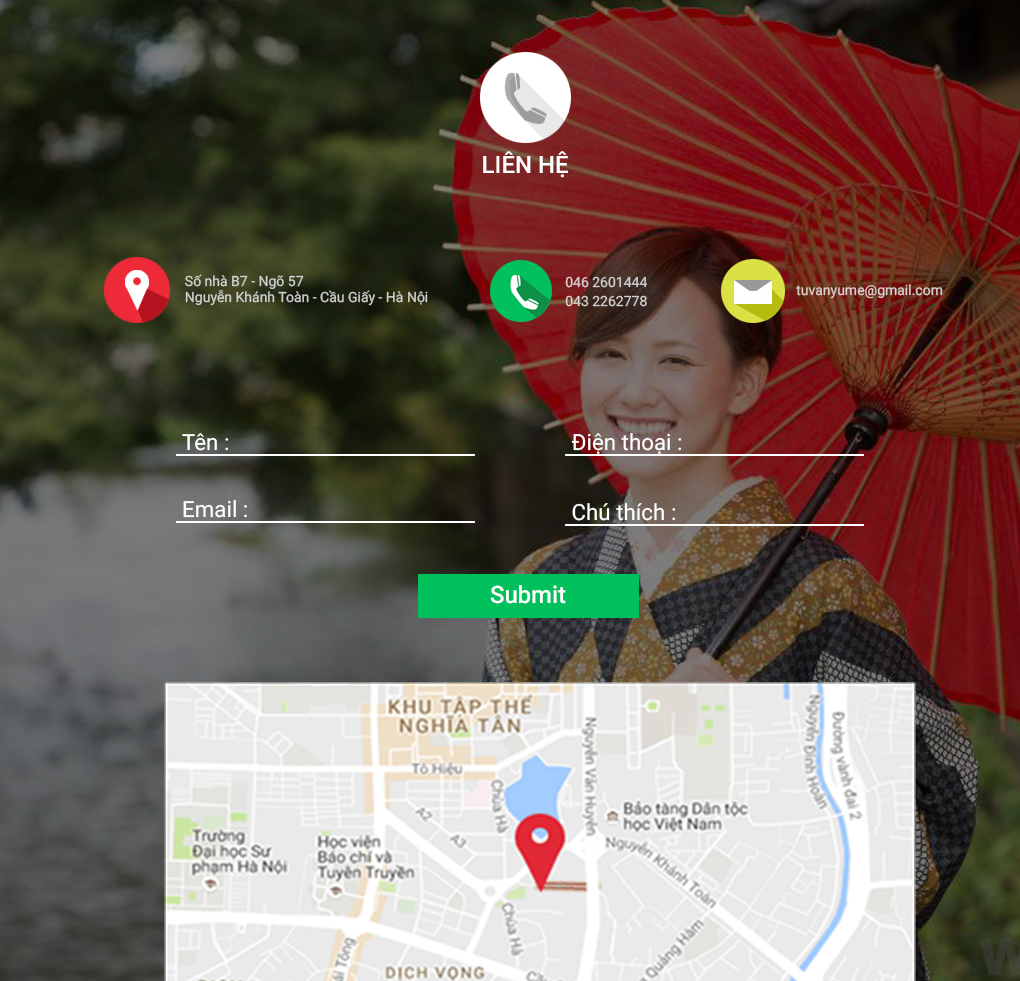 LIÊN HỆ
Số nhà B7 - Ngõ 57
Nguyễn Khánh Toàn - Cầu Giấy - Hà Nội
046 2601444
043 2262778
tuvanyume@gmail.com
Tên :
Điện thoại :
Email :
Chú thích :
Submit
KHU TẬP THỂ
NGHĨA TÂN
Tô Hiệu
Nguyễn Văn Huyên
Nguyễn Đình Hoàn
Đường vành đai 2
Chùa Hà
A2
A3
Bảo tàng Dân tộc
học Việt Nam
Trường
Đại học Sư
phạm Hà Nội
Học viện
Báo chí và
Tuyên Truyền
Nguyễn Khánh Toàn
Chùa Hà
Quảng Hàm
DỊCH VỌNG